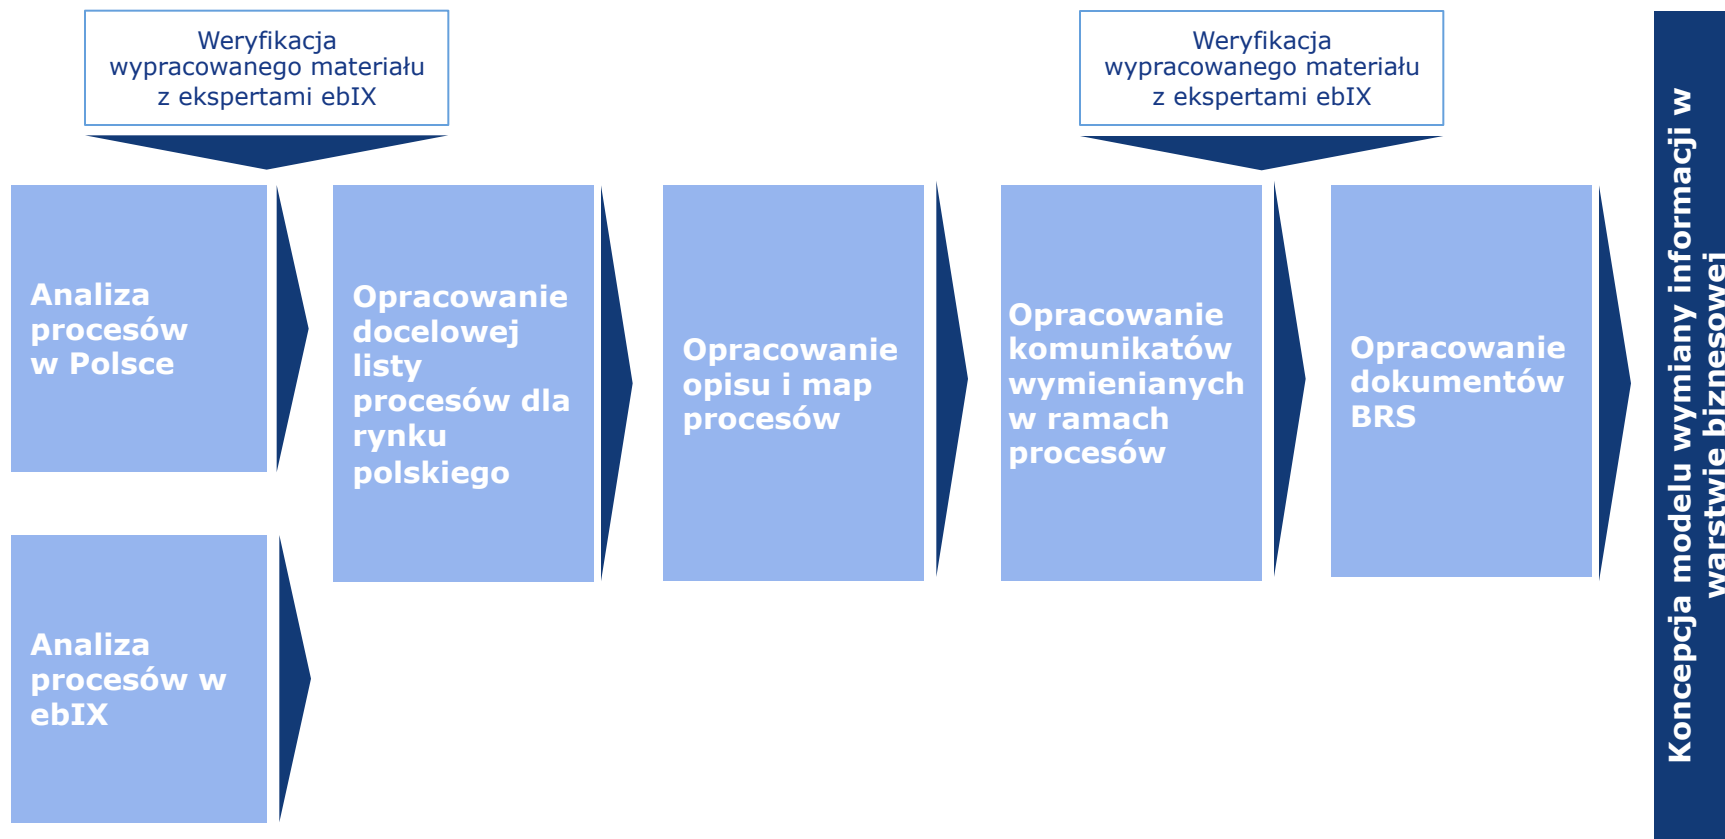 Weryfikacja
wypracowanego materiału
z ekspertami ebIX
Weryfikacja
wypracowanego materiału
z ekspertami ebIX
Analiza
procesów
w Polsce
Analiza
procesów w
ebIX
Opracowanie
docelowej
listy
procesów dla
rynku
polskiego
Opracowanie
opisu i map
procesów
Opracowanie
komunikatów
wymienianych
w ramach
procesów
Opracowanie
dokumentów
BRS
Koncepcja modelu wymiany informacji w
warstwie biznesowej